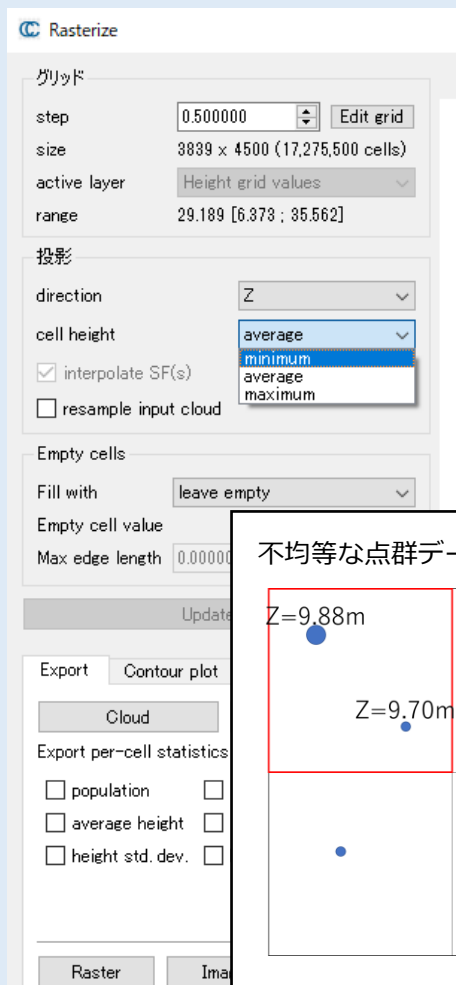 Rasterize
グリッド
step 0.500000 Edit grid
size 3839 x 4500 (17,275,500 cells)
active layer Height grid values
range 29.189 [6.373 ; 35.562]
投影
direction Z
cell height average
minimum
average
maximum
interpolate SF(s)
resample input cloud
Empty cells
Fill with leave empty
Empty cell value
Max edge length 0.00000
Update
Export Contour plot
Cloud
Export per-cell statistics
population
average height
height std. dev.
Raster Ima
不均等な点群デー
Z=9.88m
Z=9.70m